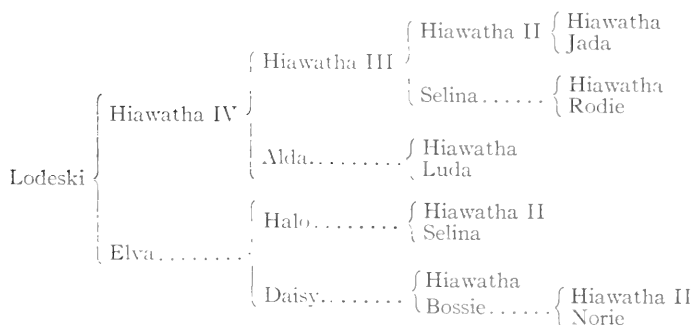 Hiawatha II { Hiawatha
Jada
Hiawatha III
Selina...... { Hiawatha
Rodie
Hiawatha IV
Alda......... { Hiawatha
Luda
Lodeski
Halo........ { Hiawatha II
Selina
Elva........
Daisy........ { Hiawatha
Bossie...... { Hiawatha II
Norie